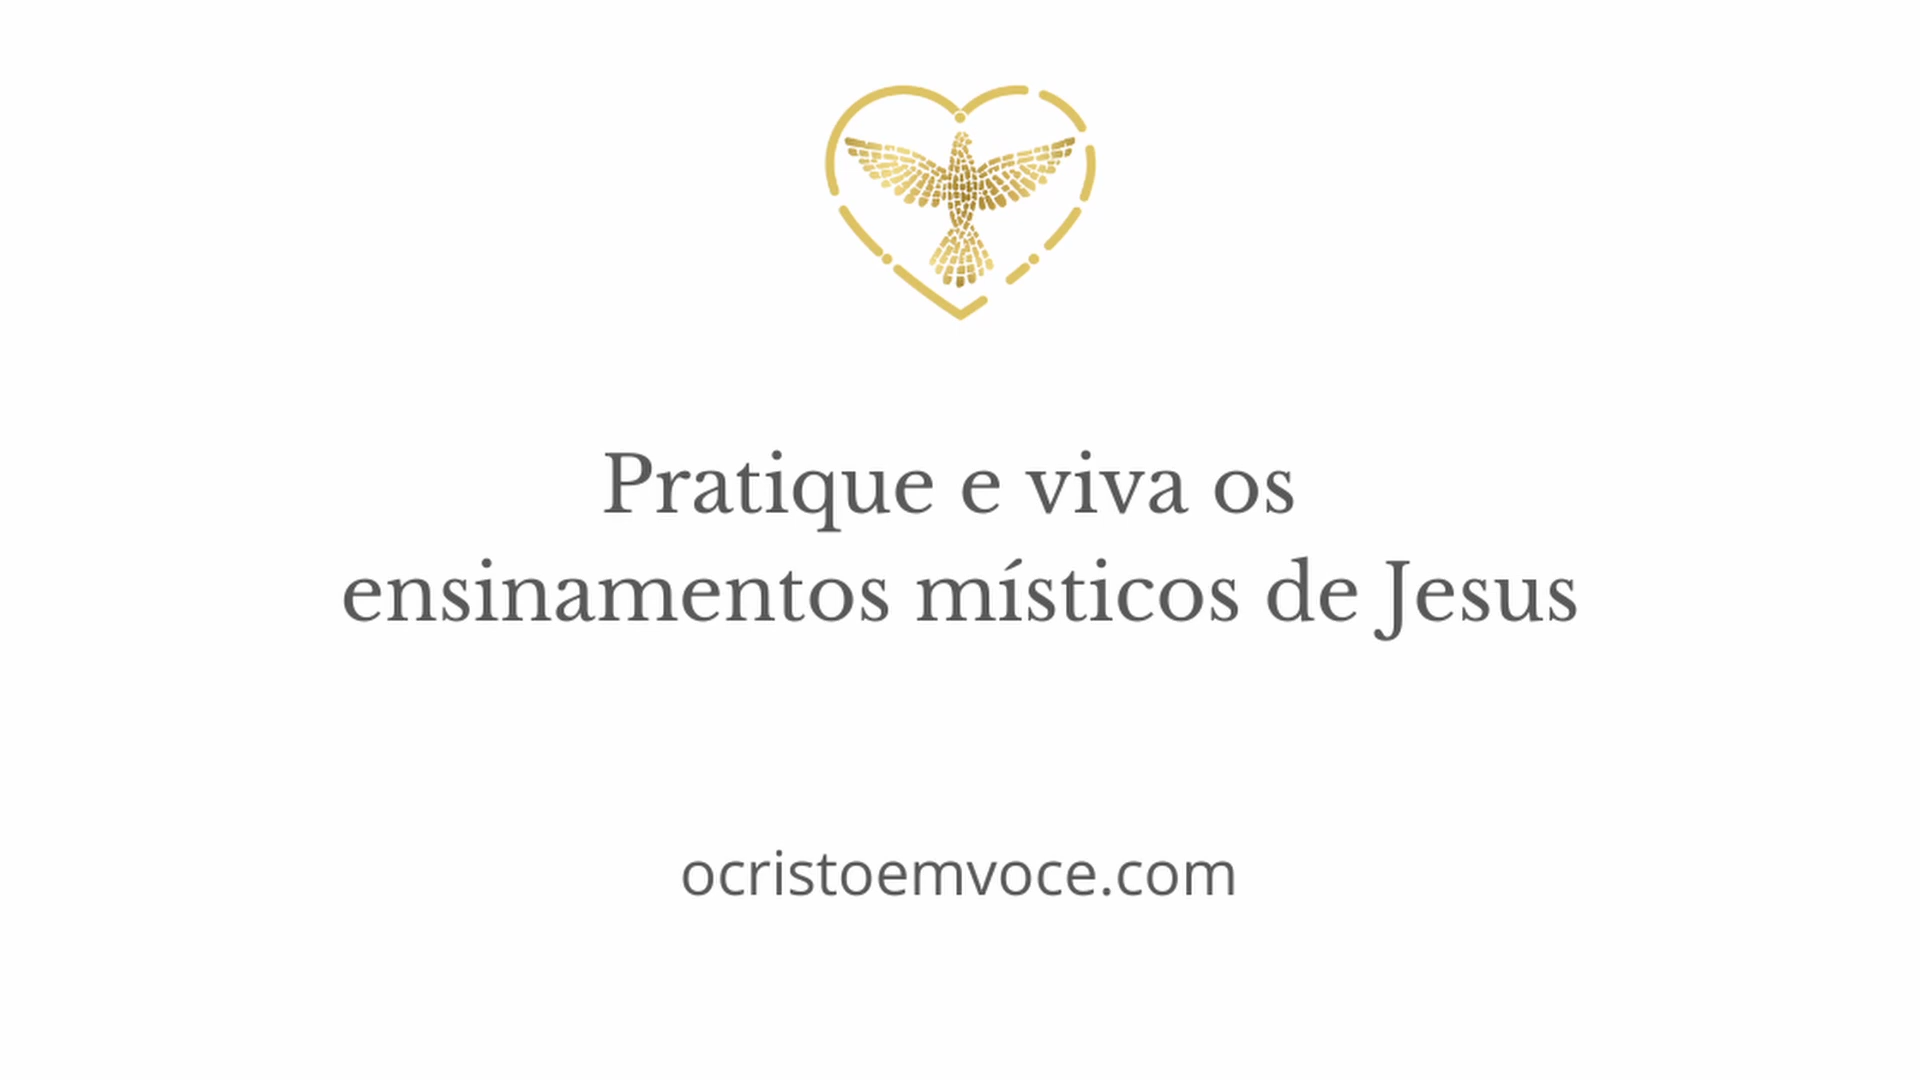 Pratique e viva os
ensinamentos místicos de Jesus
ocristoemvoce.com